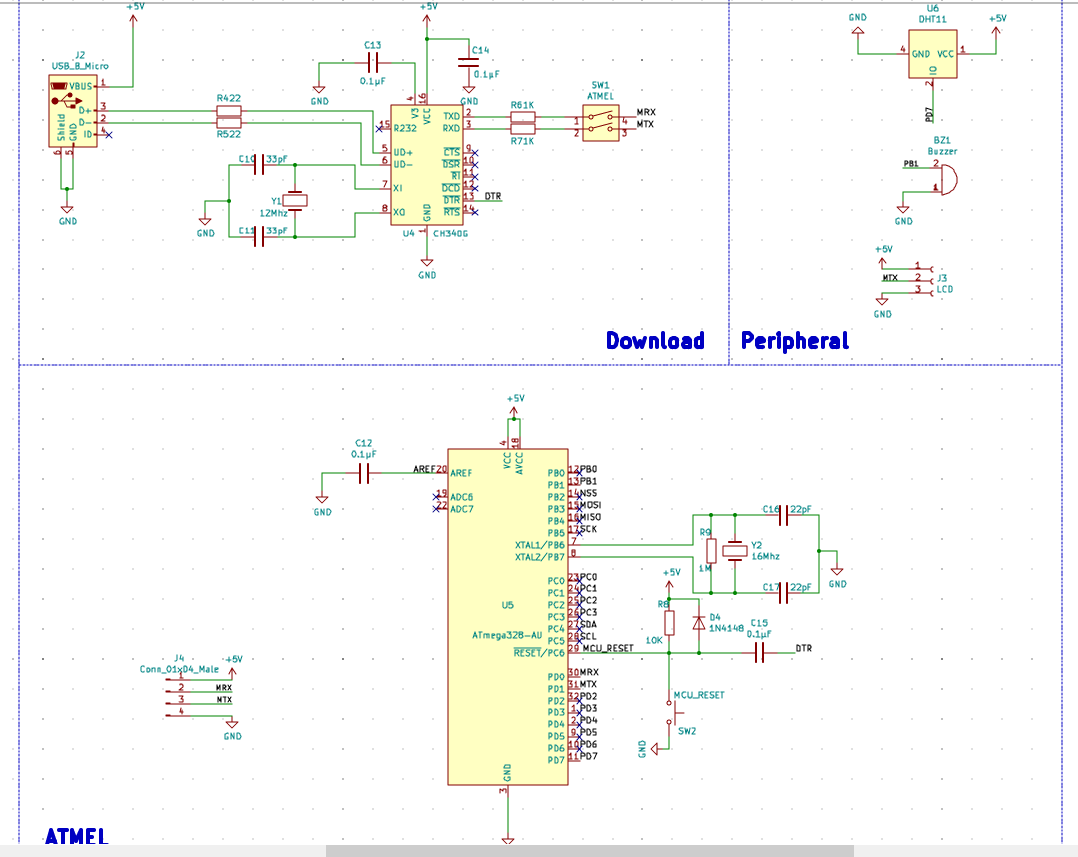 +5V
J2
USB_B_Micro
VBUS 1
D+ 3
D- 2
ID 4
Shield
GND
6
5
GND
R422
R522
C10 33pF
Y1
12Mhz
C11 33pF
GND
+5V
C13
0.1µF
GND
C14
0.1µF
GND
4
16
V3
VCC
15 R232
5 UD+
6 UD-
7 XI
8 XO
TXD 2
RXD 3
CTS 9
DSR 10
RI 11
DCD 12
DTR 13
RTS 14
DTR
GND
1
U4
CH340G
GND
R61K
R71K
SW1
ATMEL
1
2
4
3
MRX
MTX
Download
U6
DHT11
GND
4 GND VCC 1
+5V
IO
2
PD7
BZ1
Buzzer
PB1 2
1
GND
+5V
1
MTX 2
3
J3
LCD
GND
Peripheral
+5V
4
18
VCC
AVCC
C12
0.1µF
GND
AREF 20 AREF
19 ADC6
22 ADC7
PB0 12 PB0
PB1 13 PB1
PB2 14 NSS
PB3 15 MOSI
PB4 16 MISO
PB5 17 SCK
XTAL1/PB6 7
XTAL2/PB7 8
PC0 23 PC0
PC1 24 PC1
PC2 25 PC2
PC3 26 PC3
PC4 27 SDA
PC5 28 SCL
RESET/PC6 29 MCU_RESET
PD0 30 MRX
PD1 31 MTX
PD2 32 PD2
PD3 1 PD3
PD4 2 PD4
PD5 9 PD5
PD6 10 PD6
PD7 11 PD7
U5
ATmega328-AU
GND
3
R9
1M
Y2
16Mhz
C16 22pF
C17 22pF
GND
+5V
R8
10K
D4
1N4148
C15
0.1µF
DTR
MCU_RESET
SW2
GND
J4
Conn_01x04_Male
+5V
1
2 MRX
3 MTX
4
GND
ATMEL